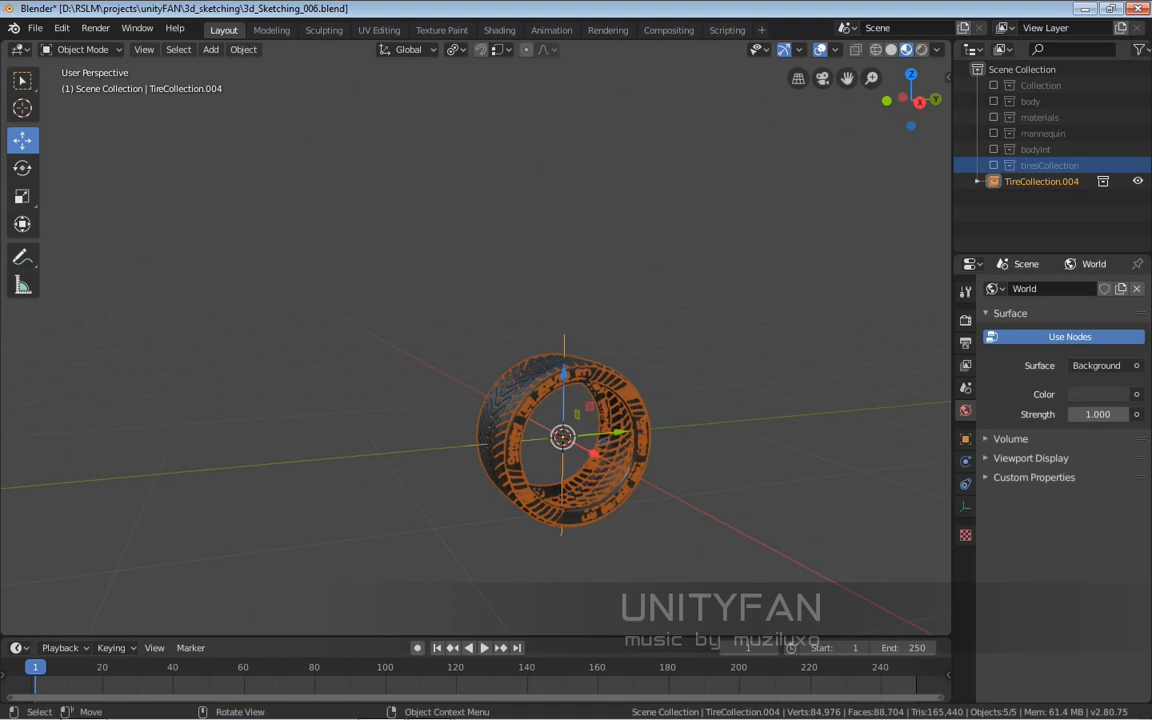 Blender* [D:\RSLM\projects\unityFAN\3d_sketching\3d_Sketching_006.blend]
File Edit Render Window Help Layout Modeling Sculpting UV Editing Texture Paint Shading Animation Rendering Compositing Scripting + Scene View Layer
Object Mode View Select Add Object Global
User Perspective
(1) Scene Collection | TireCollection.004
Z
X
Y
Scene Collection
Collection
body
materials
mannequin
bodyInt
tiresCollection
TireCollection.004
Scene World
World
Surface
Use Nodes
Surface Background
Color
Strength 1.000
Volume
Viewport Display
Custom Properties
UNITYFAN
music by muziluxo
Playback Keying View Marker 1 Start: 1 End: 250
1 20 40 60 80 100 120 140 160 180 200 220 240
Select Move Rotate View Object Context Menu Scene Collection | TireCollection.004 | Verts:84,976 | Faces:88,704 | Tris:165,440 | Objects:5/5 | Mem: 61.4 MB | v2.80.75